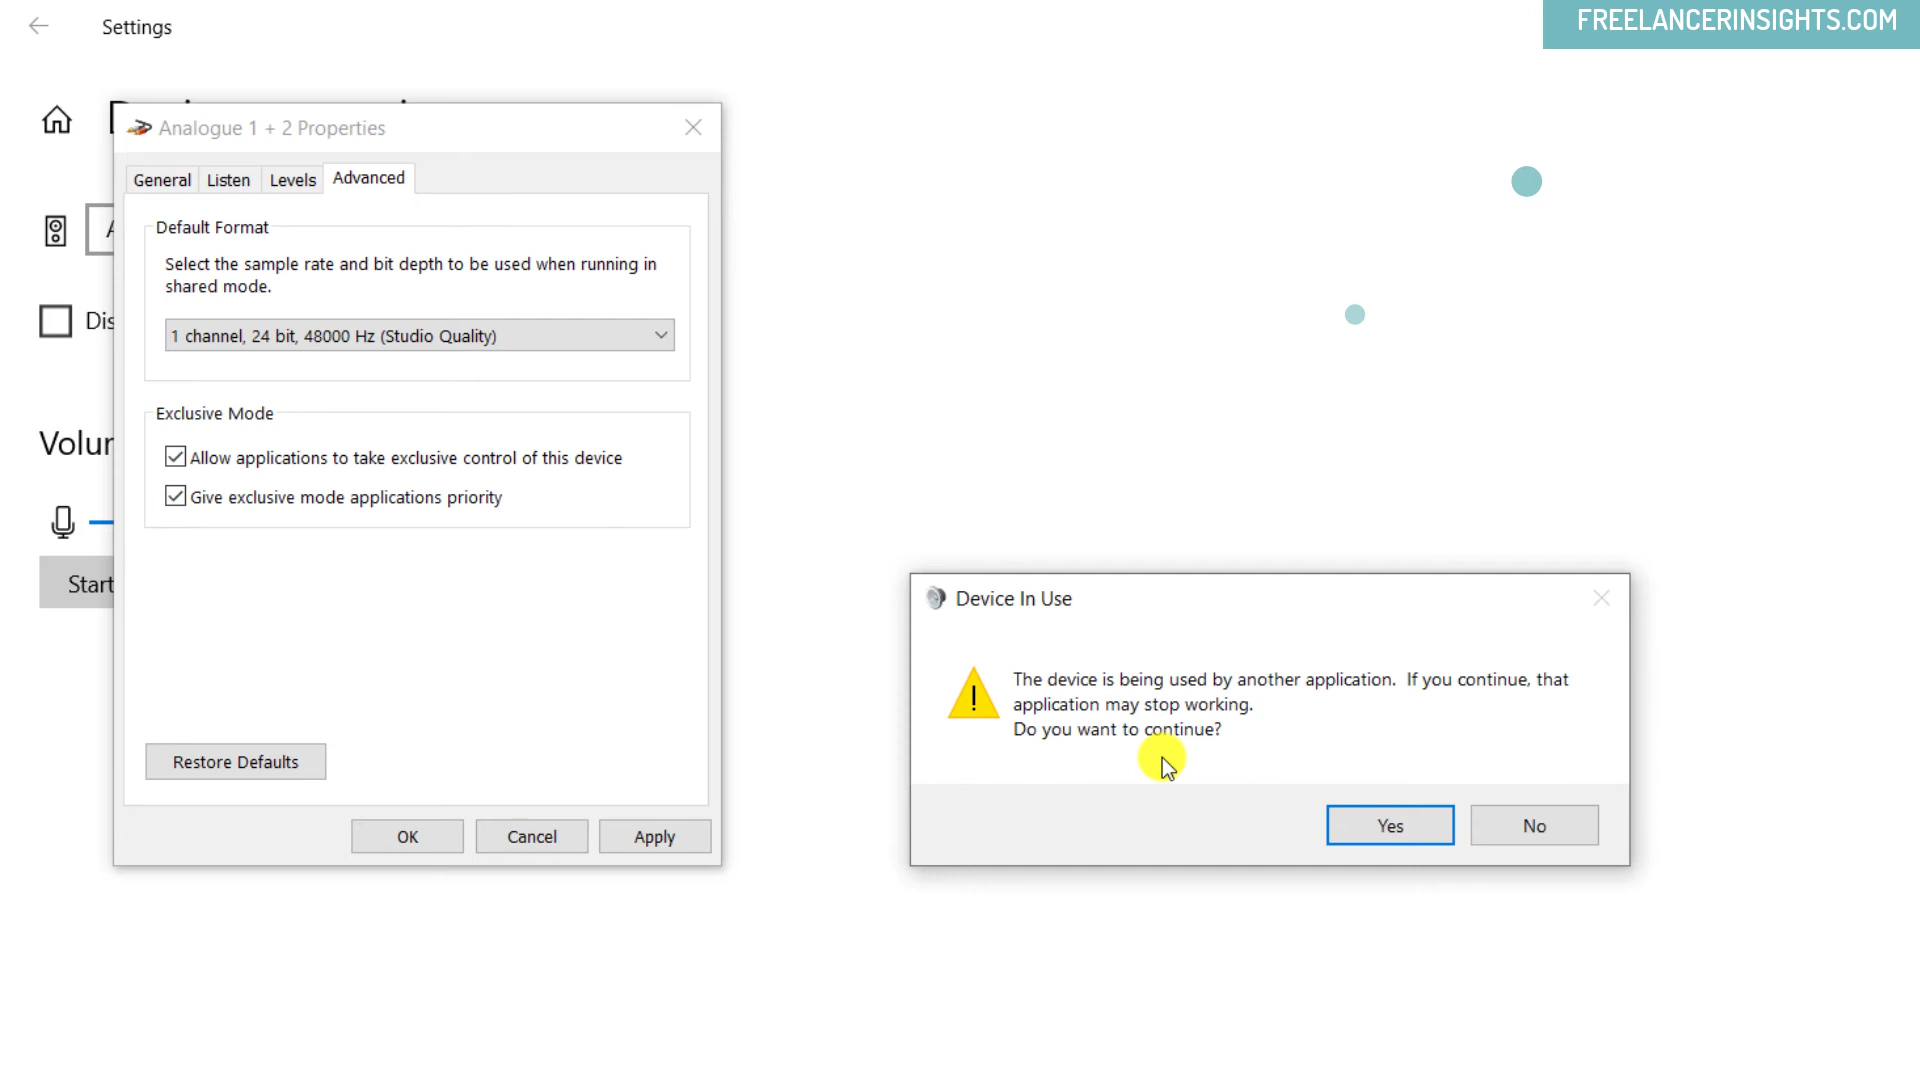 Settings
FREELANCERINSIGHTS.COM
Analogue 1 + 2 Properties
General
Listen
Levels
Advanced
Default Format
Select the sample rate and bit depth to be used when running in
shared mode.
Dis
1 channel, 24 bit, 48000 Hz (Studio Quality)
Exclusive Mode
Volur
Allow applications to take exclusive control of this device
Give exclusive mode applications priority
Start
Device In Use
The device is being used by another application. If you continue, that
application may stop working.
Do you want to continue?
Restore Defaults
OK
Cancel
Apply
Yes
No